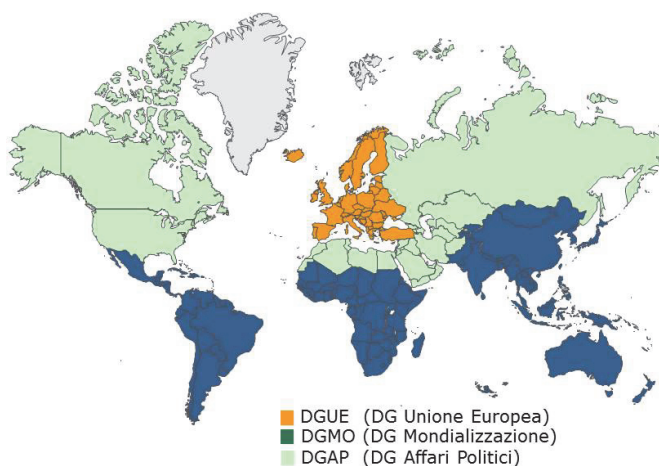 DGUE (DG Unione Europea)
DGMO (DG Mondializzazione)
DGAP (DG Affari Politici)